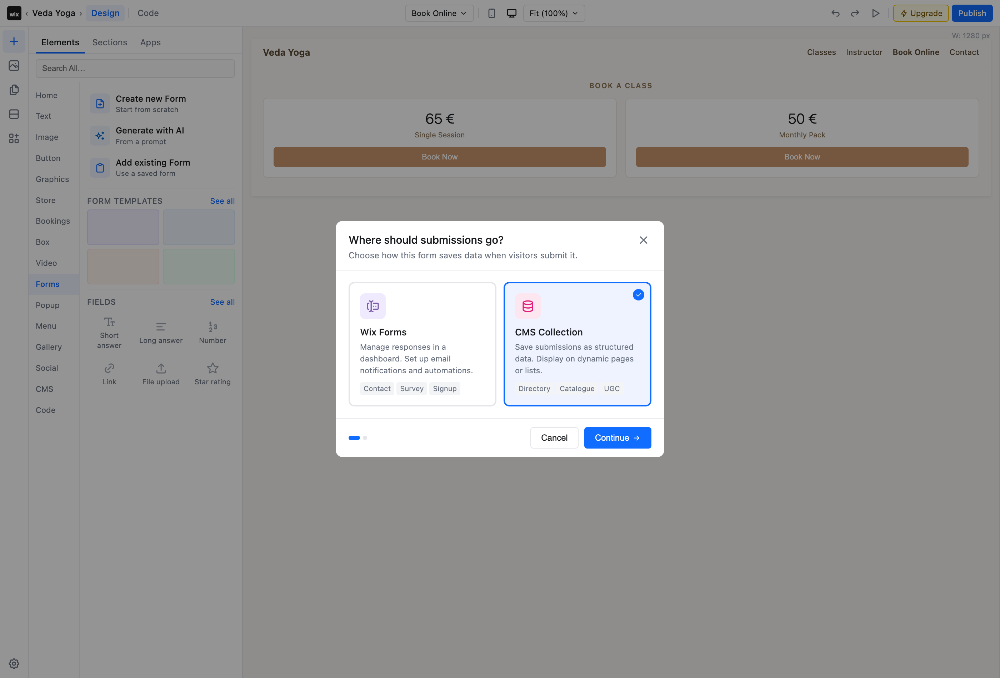 wix ‹ Veda Yoga › Design Code Book Online Fit (100%) Upgrade Publish
Elements Sections Apps
Search All...
Home
Text
Image
Button
Graphics
Store
Bookings
Box
Video
Forms
Popup
Menu
Gallery
Social
CMS
Code
Create new Form
Start from scratch
Generate with AI
From a prompt
Add existing Form
Use a saved form
FORM TEMPLATES See all
FIELDS See all
Short
answer
Long answer
Number
Link
File upload
Star rating
W: 1280 px
Veda Yoga Classes Instructor Book Online Contact
BOOK A CLASS
65 €
Single Session
Book Now
50 €
Monthly Pack
Book Now
Where should submissions go?
Choose how this form saves data when visitors submit it.
Wix Forms
Manage responses in a
dashboard. Set up email
notifications and automations.
Contact Survey Signup
CMS Collection
Save submissions as structured
data. Display on dynamic pages
or lists.
Directory Catalogue UGC
Cancel Continue →